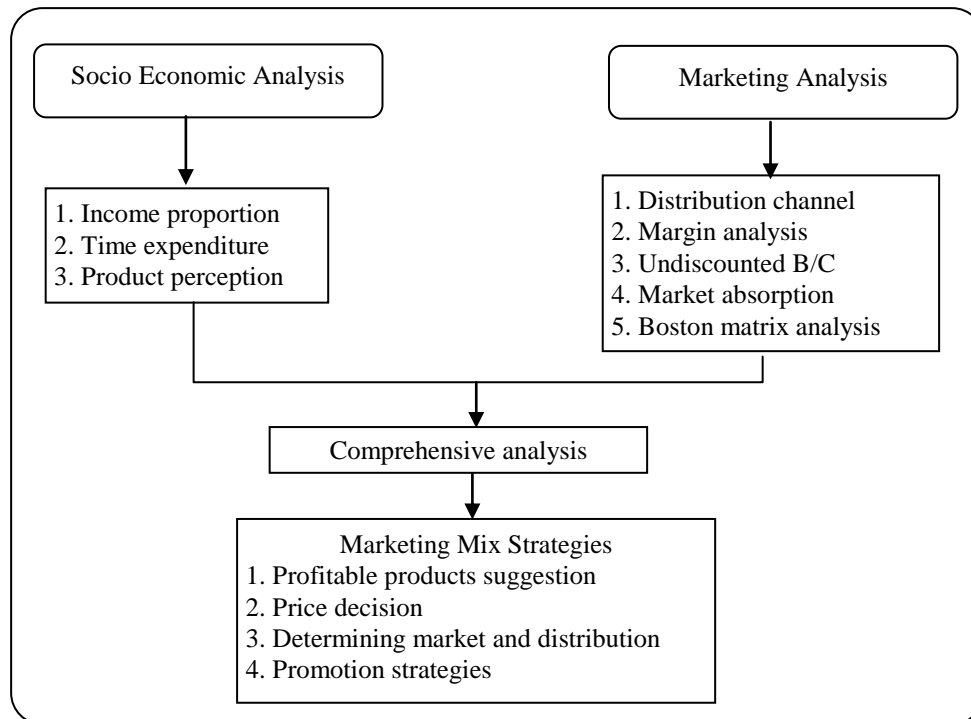 Socio Economic Analysis
Marketing Analysis
1. Income proportion
2. Time expenditure
3. Product perception
1. Distribution channel
2. Margin analysis
3. Undiscounted B/C
4. Market absorption
5. Boston matrix analysis
Comprehensive analysis
Marketing Mix Strategies
1. Profitable products suggestion
2. Price decision
3. Determining market and distribution
4. Promotion strategies